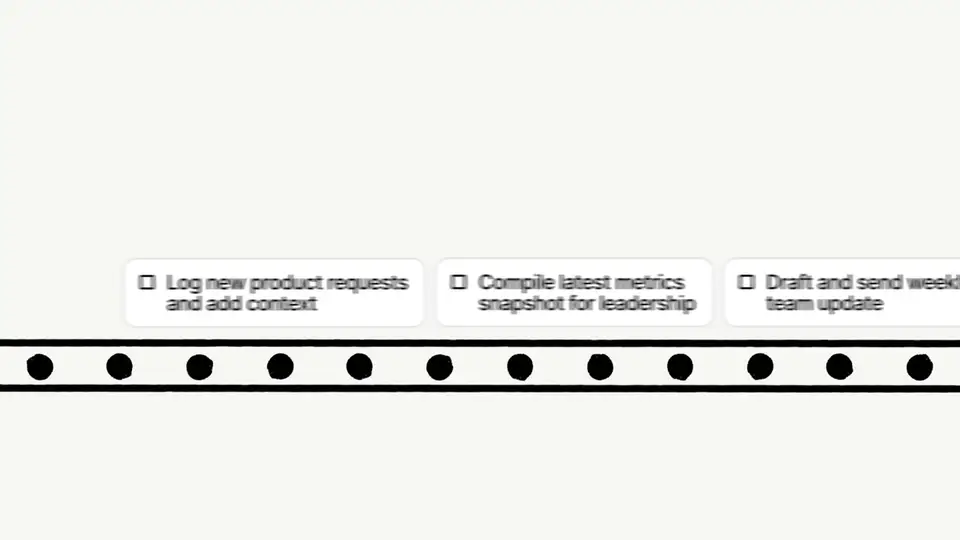 Log new product requests
and add context
Compile latest metrics
snapshot for leadership
Draft and send
team update